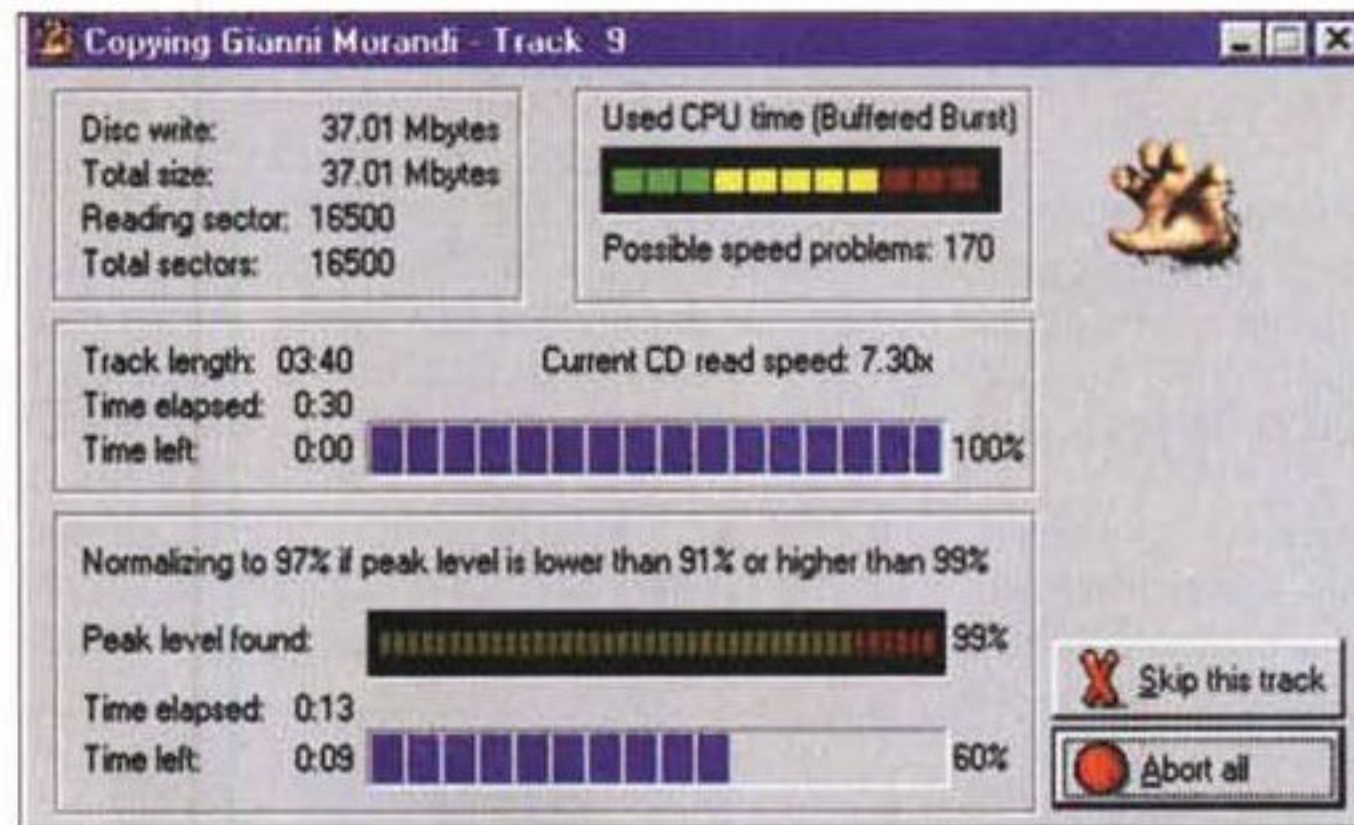 Copying Gianni Morandi - Track 9
Disc write: 37.01 Mbytes
Total size: 37.01 Mbytes
Reading sector: 16500
Total sectors: 16500
Used CPU time (Buffered Burst)
Possible speed problems: 170
Track length: 03:40
Current CD read speed: 7.30x
Time elapsed: 0:30
Time left: 0:00
100%
Normalizing to 97% if peak level is lower than 91% or higher than 99%
Peak level found: 99%
Time elapsed: 0:13
Time left: 0:09
60%
Skip this track
Abort all